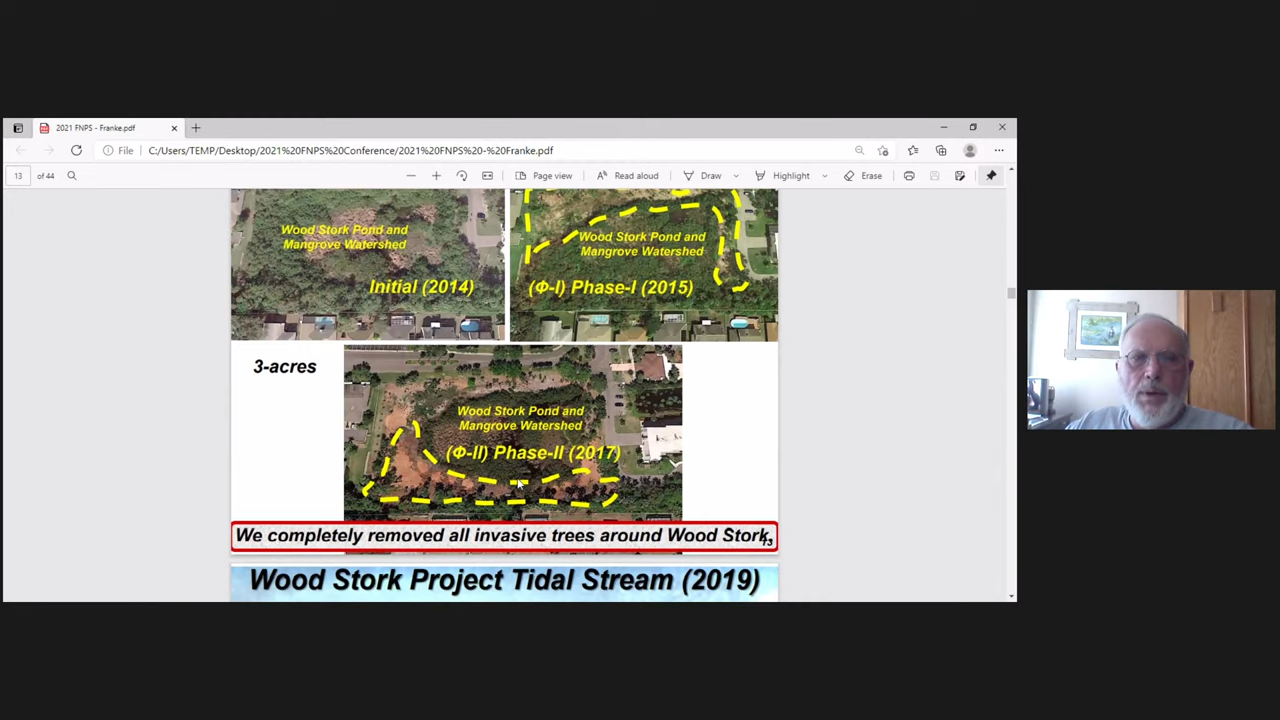 2021 FNPS - Franke.pdf
File
C:/Users/TEMP/Desktop/2021%20FNPS%20Conference/2021%20FNPS%20-%20Franke.pdf
13 of 44
Page view
Read aloud
Draw
Highlight
Erase
Wood Stork Pond and
Mangrove Watershed
Initial (2014)
Wood Stork Pond and
Mangrove Watershed
(Φ-I) Phase-I (2015)
3-acres
Wood Stork Pond and
Mangrove Watershed
(Φ-II) Phase-II (2017)
We completely removed all invasive trees around Wood Stork.
13
Wood Stork Project Tidal Stream (2019)